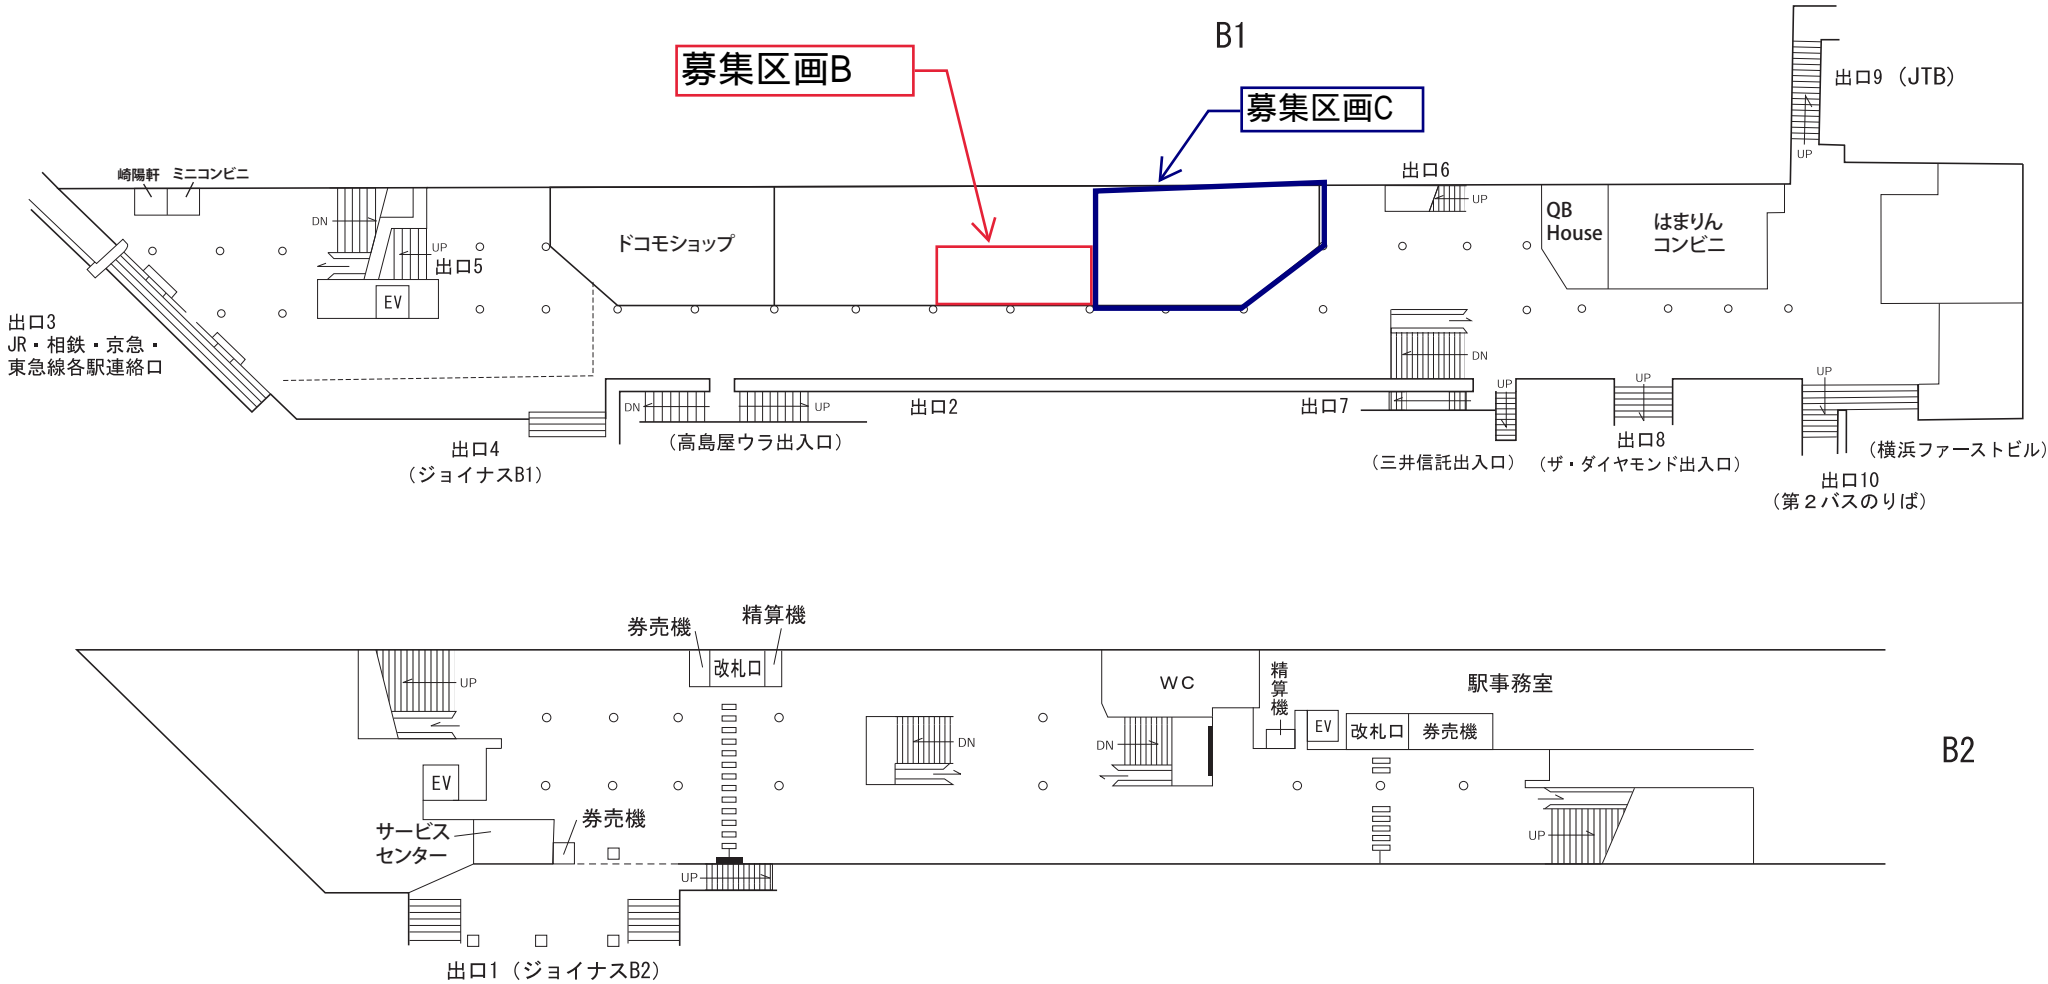 B1
募集区画B
募集区画C
出口9（JTB）
UP
崎陽軒 ミニコンビニ
出口6
UP
DN
UP
出口5
EV
ドコモショップ
QB
House
はまりん
コンビニ
出口3
JR・相鉄・京急・
東急線各駅連絡口
DN
UP
UP
UP
DN
UP
出口2
出口7
出口4
（ジョイナスB1）
（高島屋ウラ出入口）
（三井信託出入口）
出口8
（ザ・ダイヤモンド出入口）
（横浜ファーストビル）
出口10
（第２バスのりば）
券売機
精算機
改札口
UP
WC
精算機
駅事務室
EV
改札口
券売機
DN
DN
B2
EV
サービス
センター
券売機
UP
UP
出口1（ジョイナスB2）